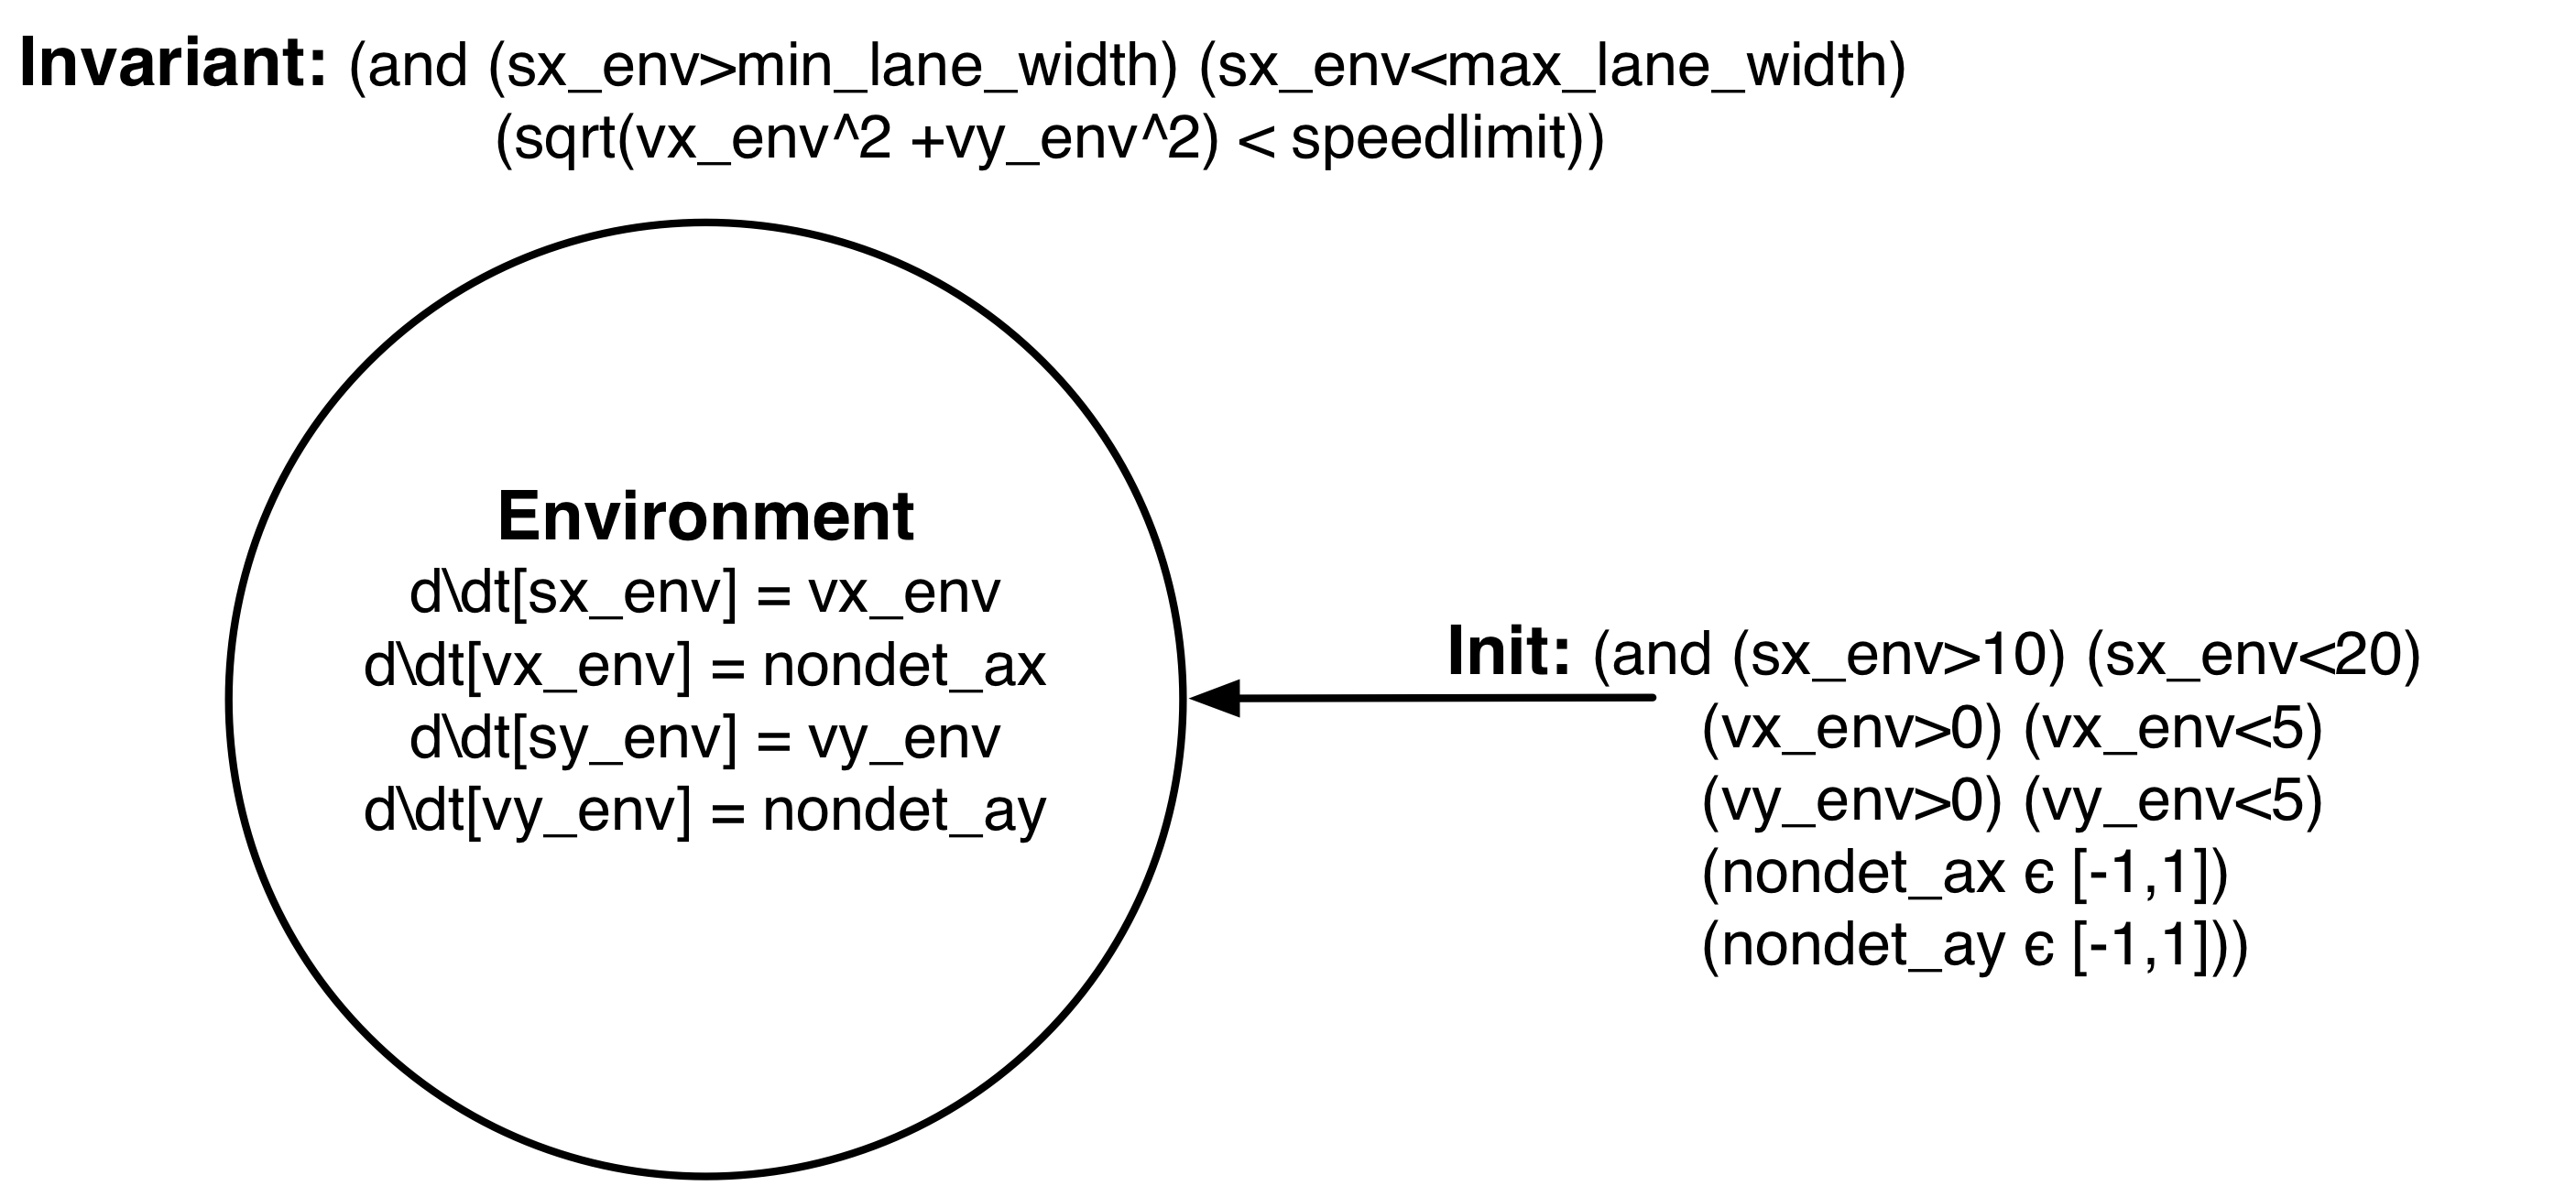 Invariant: (and (sx_env>min_lane_width) (sx_env<max_lane_width)
(sqrt(vx_env^2 +vy_env^2) < speedlimit))
Environment
d\dt[sx_env] = vx_env
d\dt[vx_env] = nondet_ax
d\dt[sy_env] = vy_env
d\dt[vy_env] = nondet_ay
Init: (and (sx_env>10) (sx_env<20)
(vx_env>0) (vx_env<5)
(vy_env>0) (vy_env<5)
(nondet_ax є [-1,1])
(nondet_ay є [-1,1]))